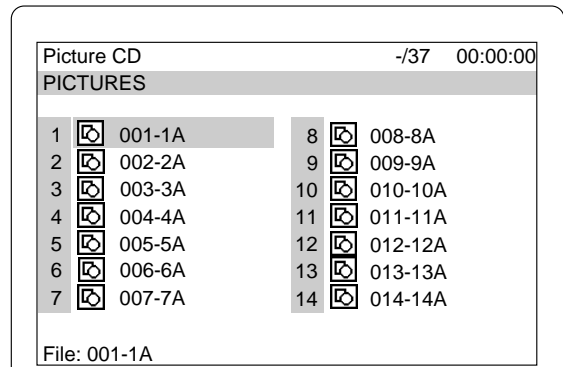 Picture CD -/37 00:00:00
PICTURES
1 001-1A
2 002-2A
3 003-3A
4 004-4A
5 005-5A
6 006-6A
7 007-7A
8 008-8A
9 009-9A
10 010-10A
11 011-11A
12 012-12A
13 013-13A
14 014-14A
File: 001-1A